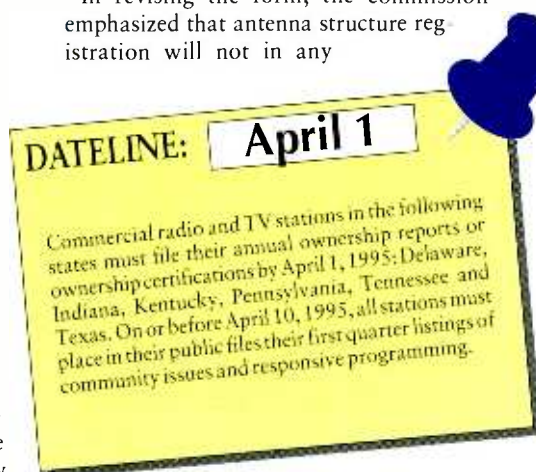 In revising the form, the commission
emphasized that antenna structure reg
istration will not in any
DATELINE: April 1
Commercial radio and TV stations in the following
states must file their annual ownership reports or
ownership certifications by April 1, 1995: Delaware,
Indiana, Kentucky, Pennsylvania, Tennessee and
Texas. On or before April 10, 1995, all stations must
place in their public files their first quarter listings of
community issues and responsive programming.